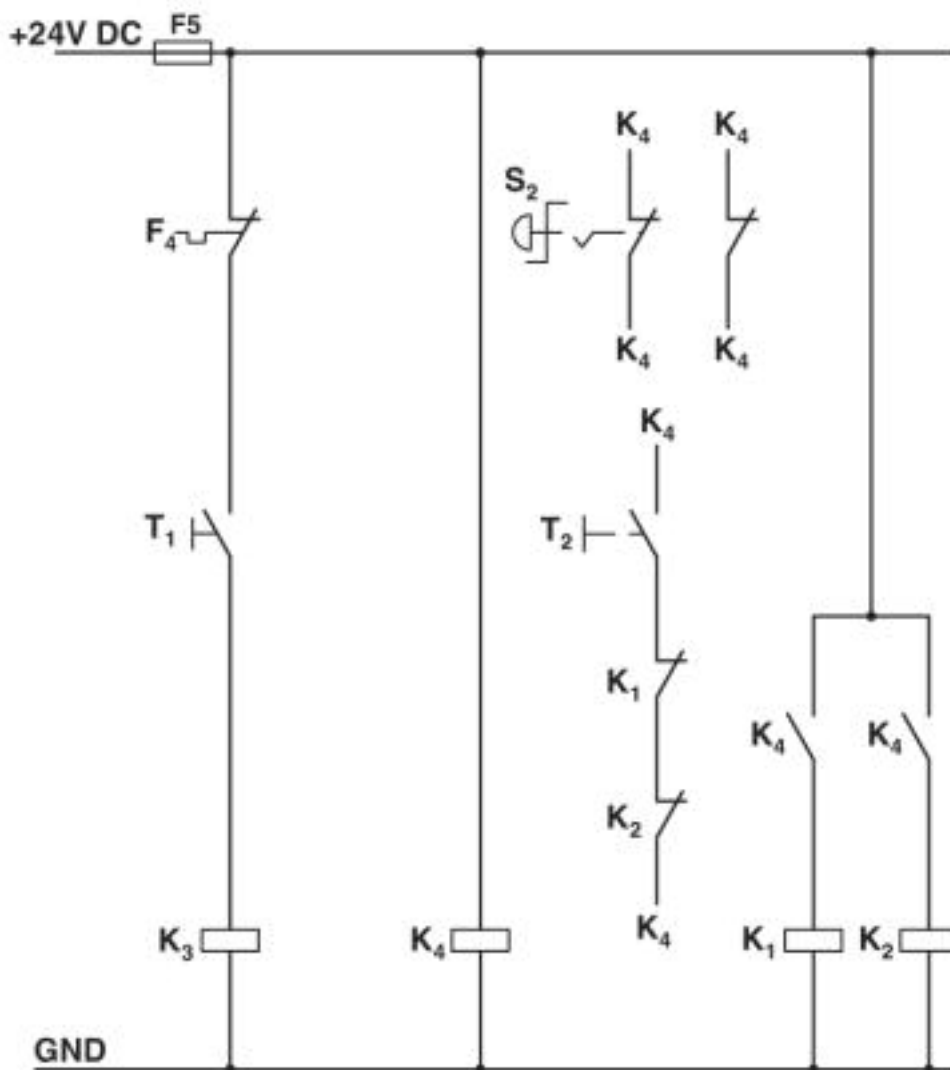 +24V DC F5
K₄ K₄
S₂
F₄
K₄ K₄
K₄
T₁ T₂
K₁
K₄ K₄
K₂
K₃ K₄ K₄ K₁ K₂
GND